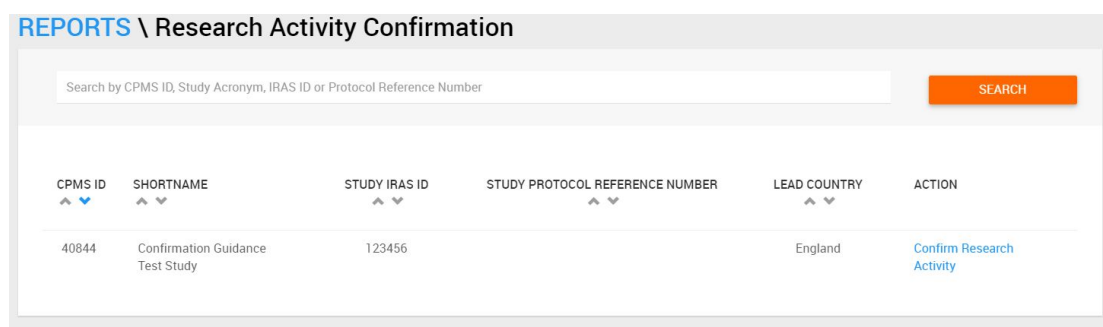 REPORTS \ Research Activity Confirmation
Search by CPMS ID, Study Acronym, IRAS ID or Protocol Reference Number
SEARCH
CPMS ID SHORTNAME STUDY IRAS ID STUDY PROTOCOL REFERENCE NUMBER LEAD COUNTRY ACTION
40844 Confirmation Guidance 123456 England Confirm Research
Test Study Activity